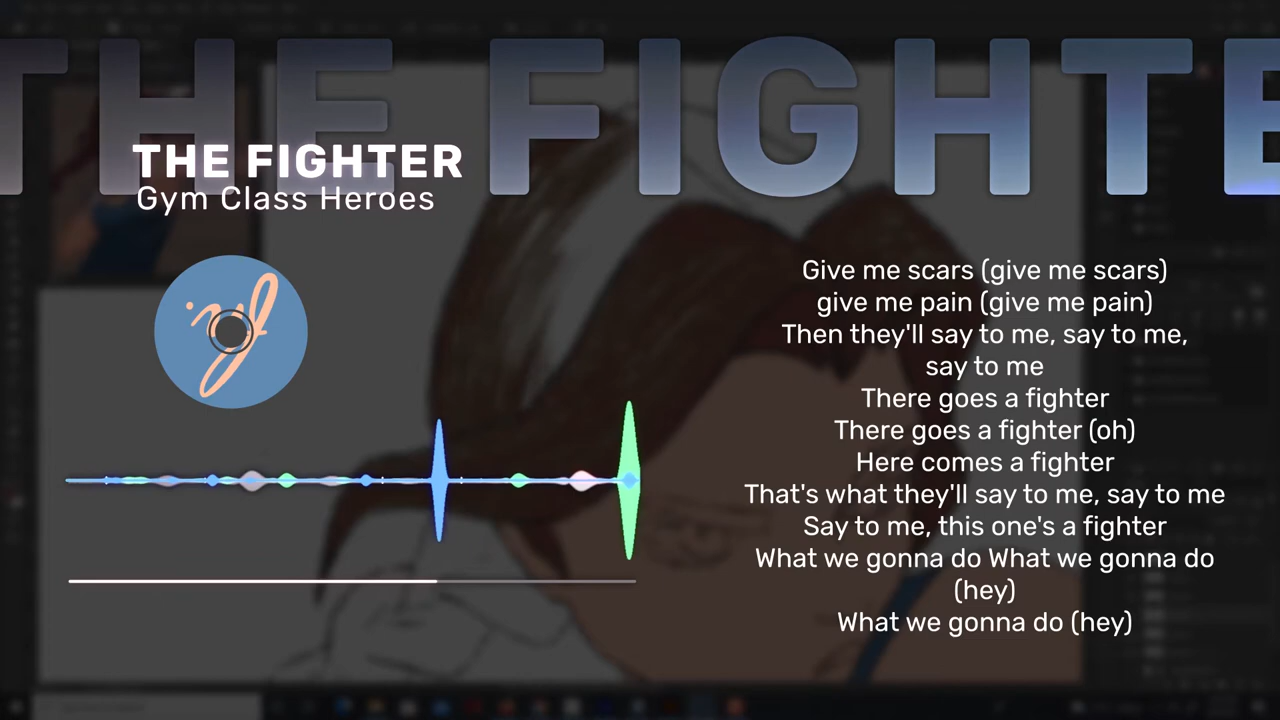 THE FIGHTE
THE FIGHTER
Gym Class Heroes
Give me scars (give me scars)
give me pain (give me pain)
Then they'll say to me, say to me,
say to me
There goes a fighter
There goes a fighter (oh)
Here comes a fighter
That's what they'll say to me, say to me
Say to me, this one's a fighter
What we gonna do What we gonna do
(hey)
What we gonna do (hey)